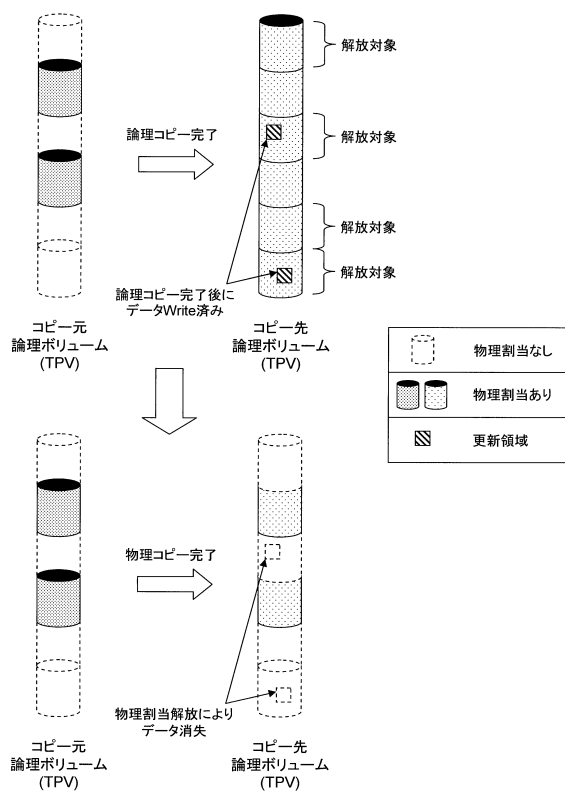 解放対象
論理コピー完了
解放対象
解放対象
解放対象
論理コピー完了後に
データWrite済み
コピー元
論理ボリューム
(TPV)
コピー先
論理ボリューム
(TPV)
物理割当なし
物理割当あり
更新領域
物理コピー完了
物理割当解放により
データ消失
コピー元
論理ボリューム
(TPV)
コピー先
論理ボリューム
(TPV)